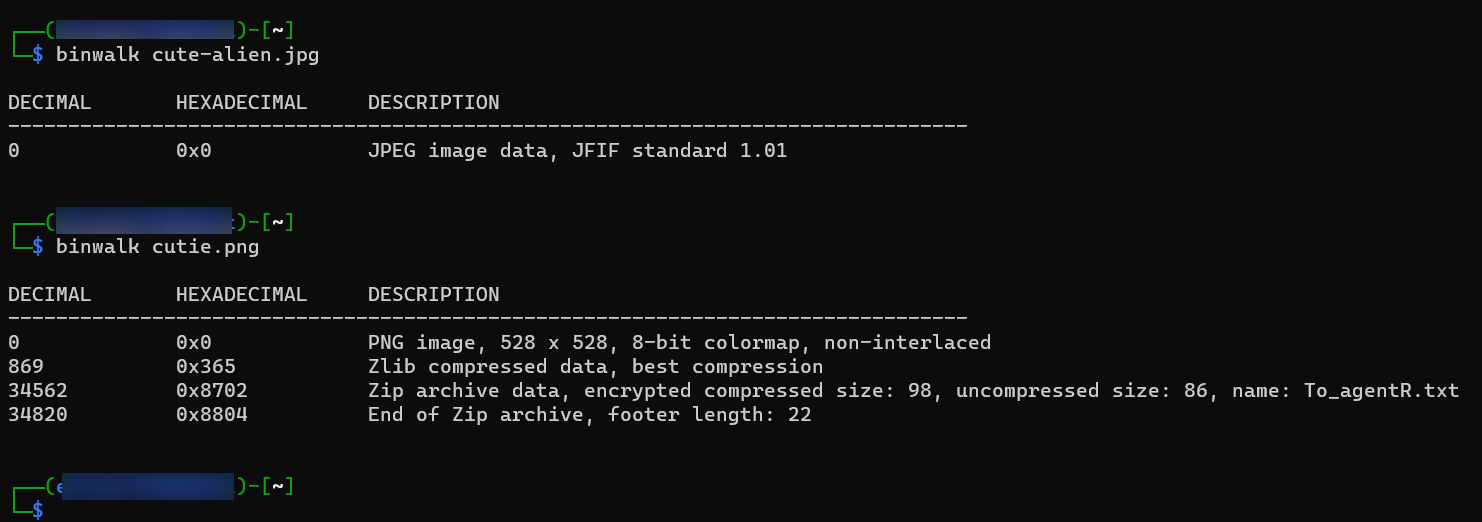 ┌──(        )-[~]
└─$ binwalk cute-alien.jpg
DECIMAL       HEXADECIMAL     DESCRIPTION
--------------------------------------------------------------------------------
0             0x0             JPEG image data, JFIF standard 1.01
┌──(        )-[~]
└─$ binwalk cutie.png
DECIMAL       HEXADECIMAL     DESCRIPTION
--------------------------------------------------------------------------------
0             0x0             PNG image, 528 x 528, 8-bit colormap, non-interlaced
869           0x365           Zlib compressed data, best compression
34562         0x8702          Zip archive data, encrypted compressed size: 98, uncompressed size: 86, name: To_agentR.txt
34820         0x8804          End of Zip archive, footer length: 22
┌──(        )-[~]
└─$